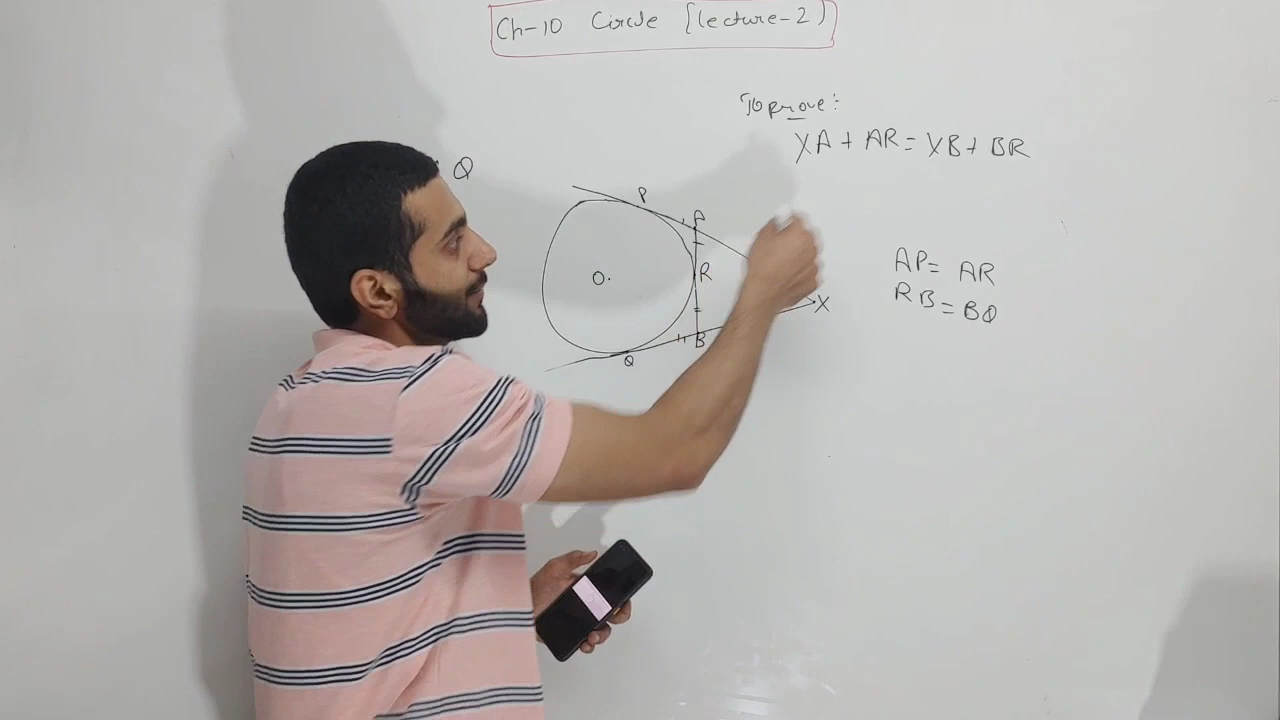 Ch-10 Circle (lecture-2)
To prove:
XA + AR = XB + BR
Q
P
A
O.
R
X
B
Q
AP = AR
RB = BQ